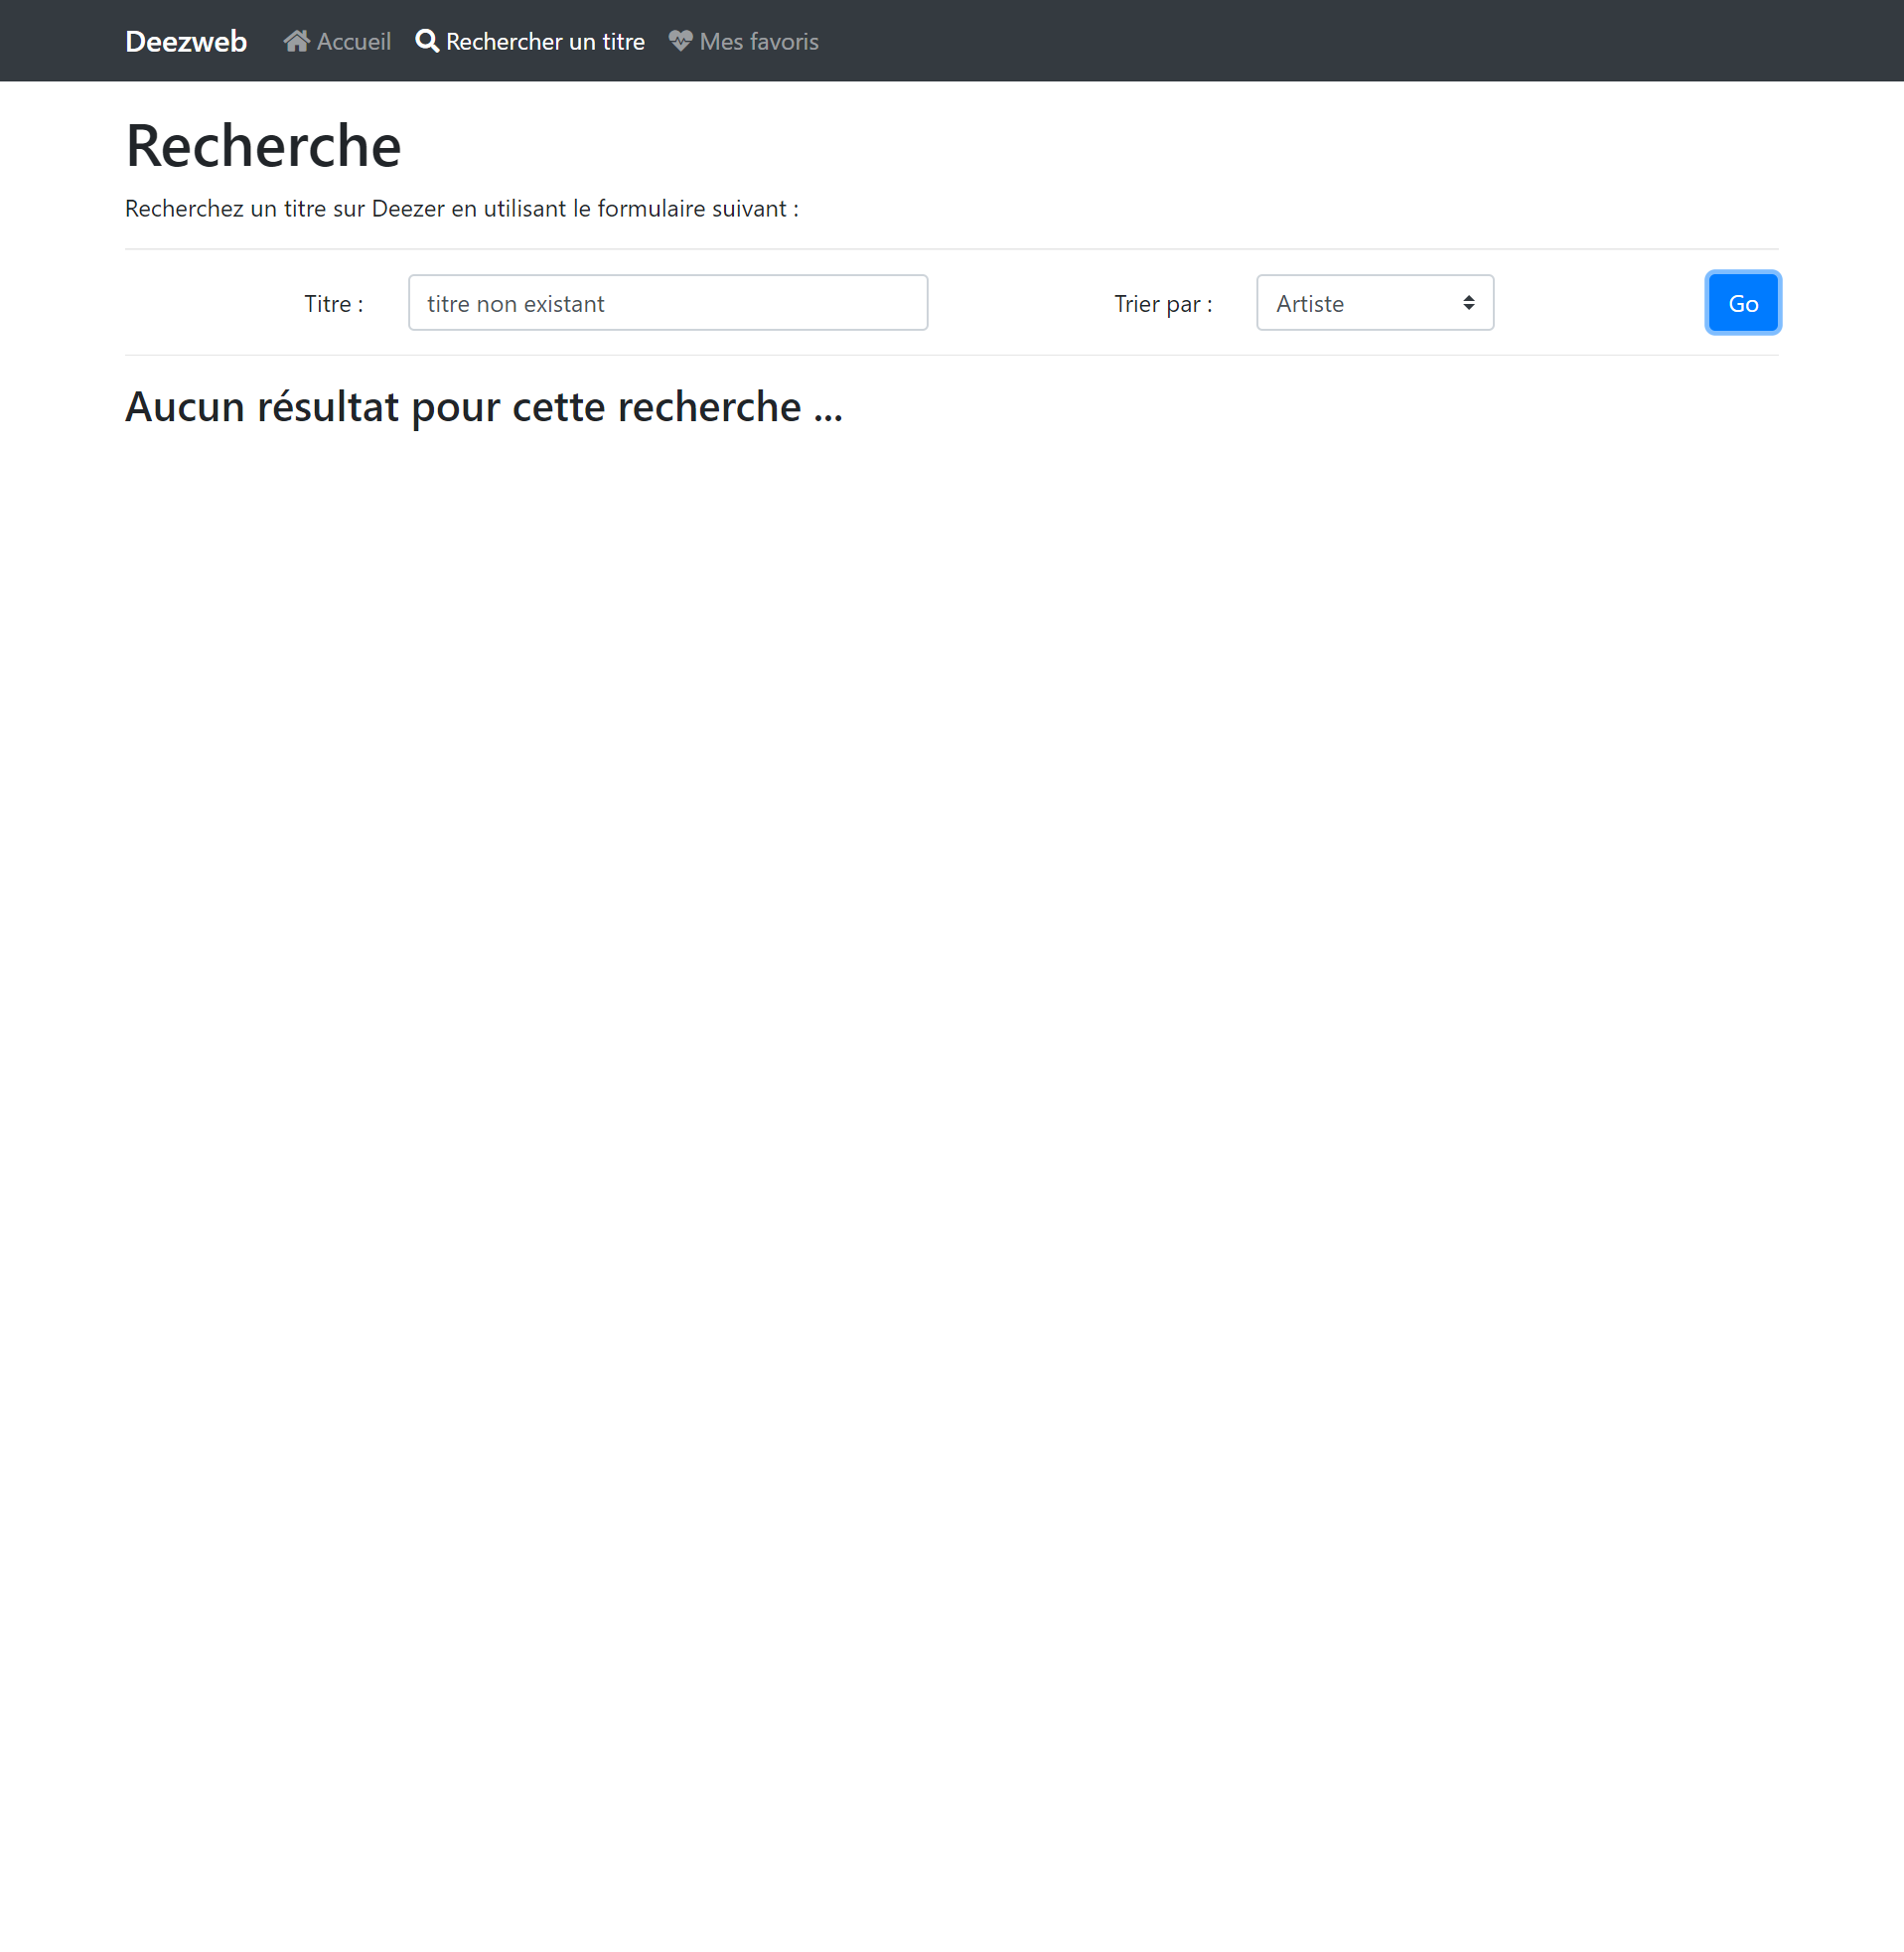 Deezweb Accueil Rechercher un titre Mes favoris
Recherche
Recherchez un titre sur Deezer en utilisant le formulaire suivant :
Titre : titre non existant Trier par : Artiste Go
Aucun résultat pour cette recherche ...